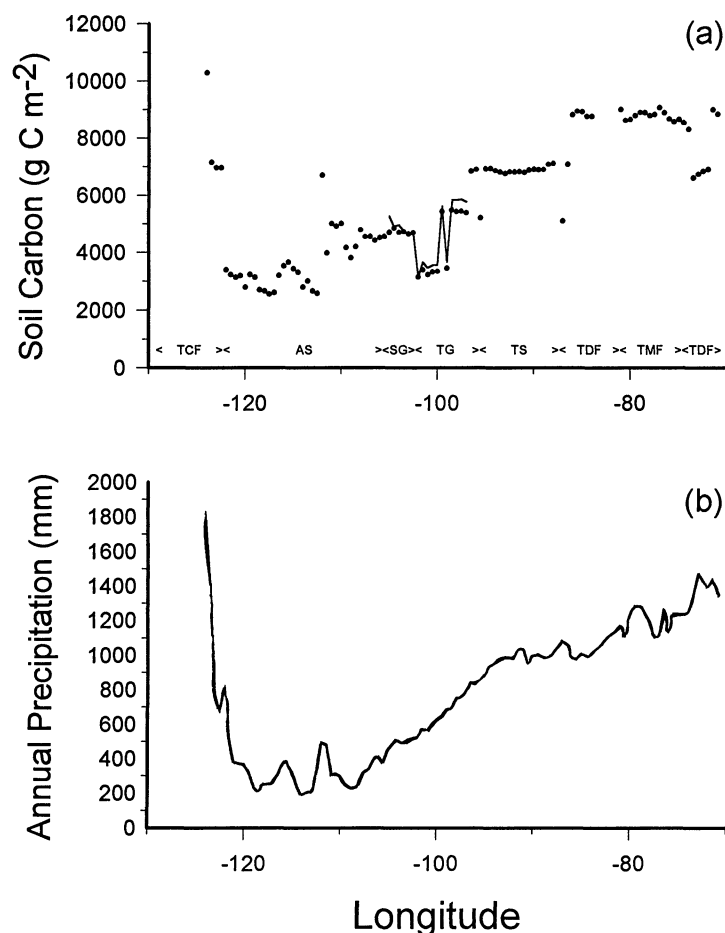 (a)
12000
10000
8000
6000
4000
2000
0
Soil Carbon (g C m-2)
< TCF >< AS ><SG>< TG >< TS >< TDF >< TMF ><TDF>
-120 -100 -80
(b)
2000
1800
1600
1400
1200
1000
800
600
400
200
0
Annual Precipitation (mm)
-120 -100 -80
Longitude